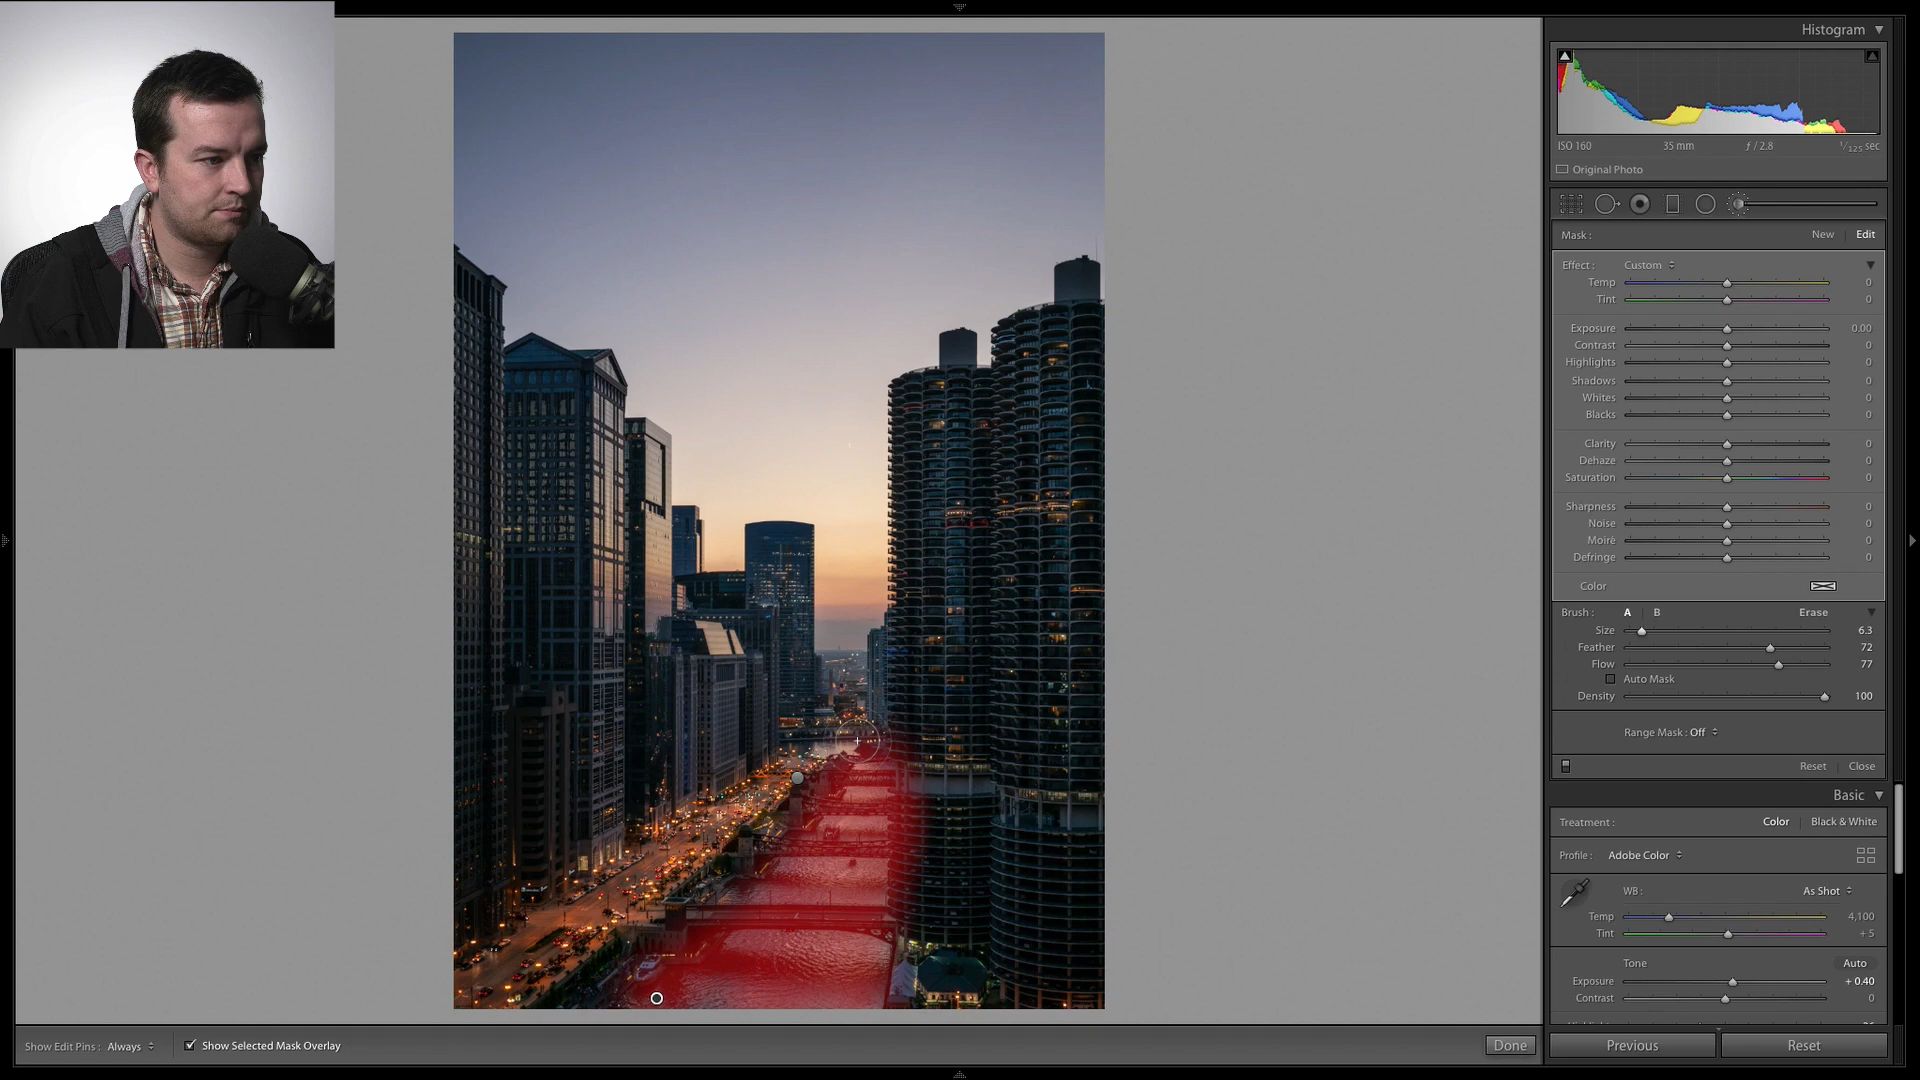 Histogram
ISO 160 35 mm ƒ / 2.8 1/125 sec
Original Photo
Mask : New Edit
Effect : Custom
Temp 0
Tint 0
Exposure 0.00
Contrast 0
Highlights 0
Shadows 0
Whites 0
Blacks 0
Clarity 0
Dehaze 0
Saturation 0
Sharpness 0
Noise 0
Moiré 0
Defringe 0
Color
Brush : A B Erase
Size 6.3
Feather 72
Flow 77
Auto Mask
Density 100
Range Mask : Off
Reset Close
Basic
Treatment : Color Black & White
Profile : Adobe Color
WB : As Shot
Temp 4,100
Tint + 5
Tone Auto
Exposure + 0.40
Contrast 0
Show Edit Pins : Always Show Selected Mask Overlay Done Previous Reset